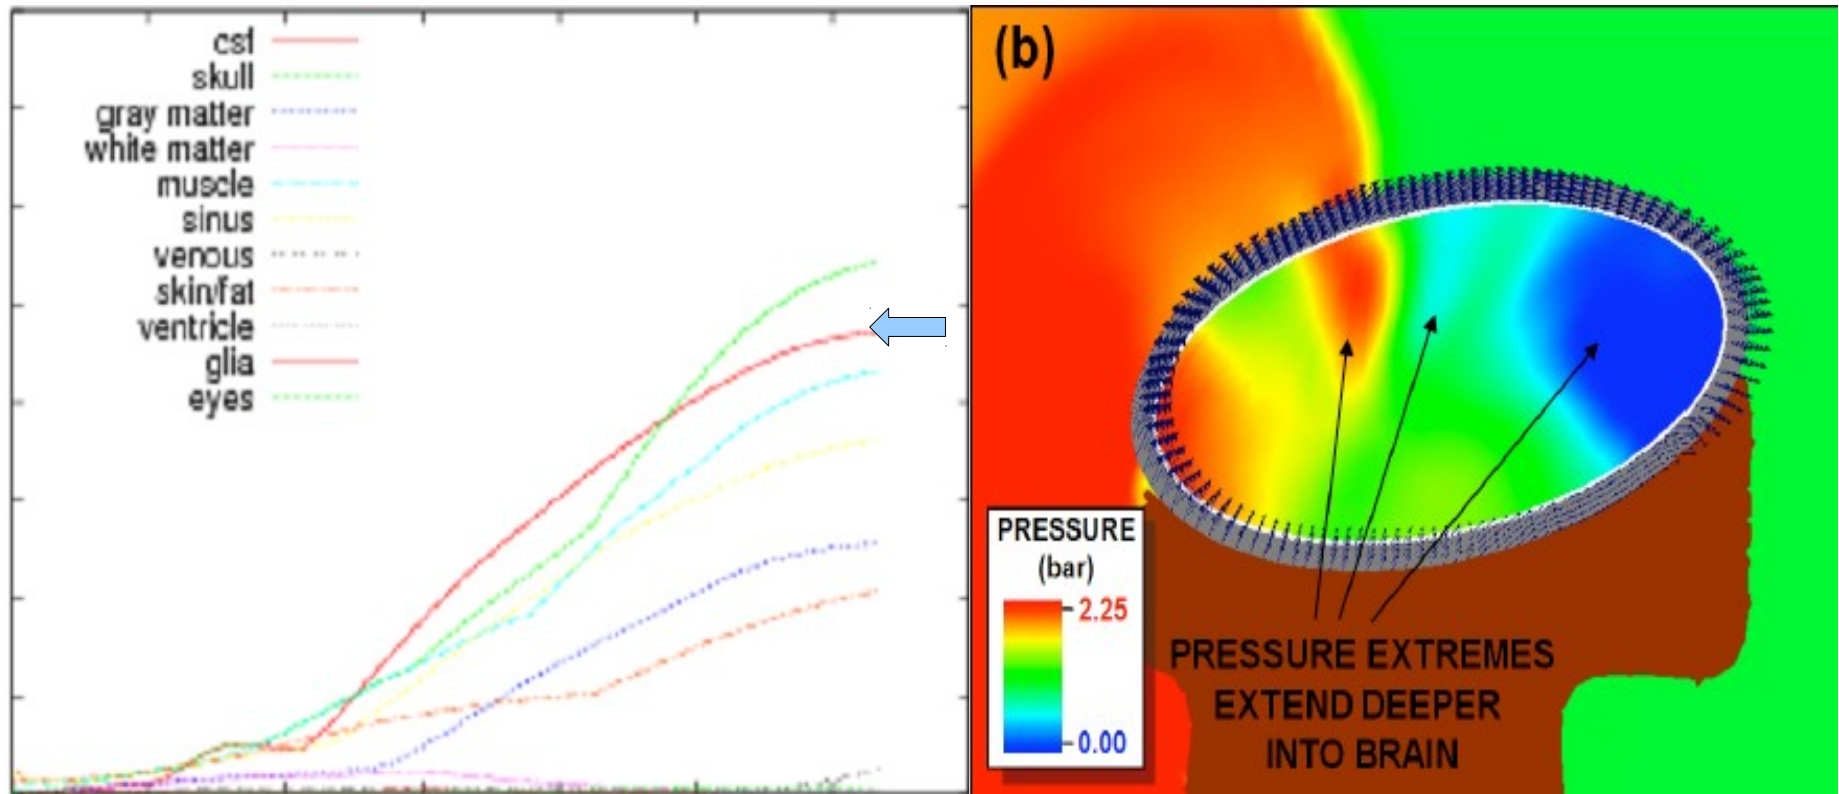 csf
skull
gray matter
white matter
muscle
sinus
venous
skin/fat
ventricle
glia
eyes
(b)
PRESSURE
(bar)
2.25
0.00
PRESSURE EXTREMES
EXTEND DEEPER
INTO BRAIN